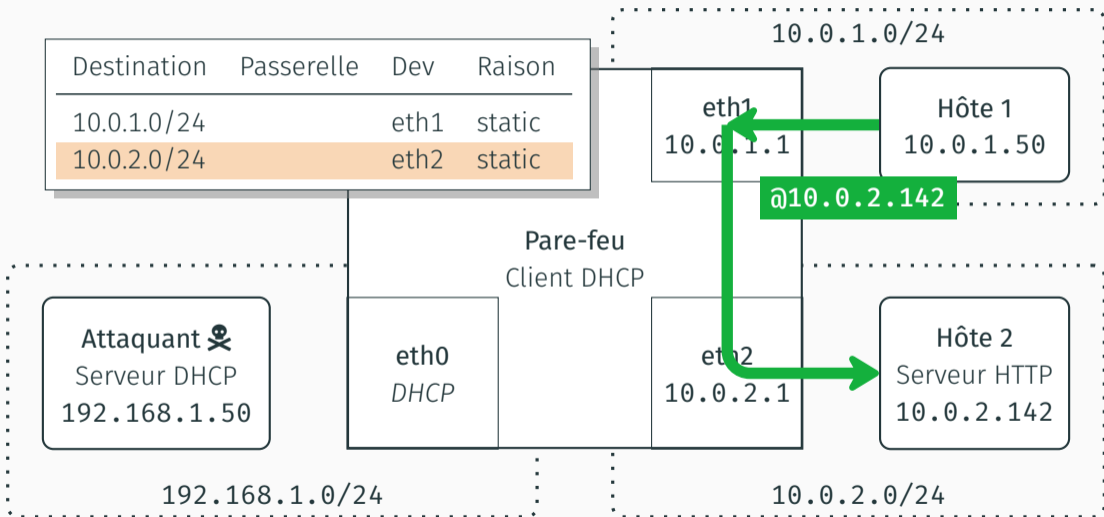 10.0.1.0/24
Destination Passerelle Dev Raison
10.0.1.0/24 eth1 static
10.0.2.0/24 eth2 static
eth1
10.0.1.1
Hôte 1
10.0.1.50
@10.0.2.142
Pare-feu
Client DHCP
Attaquant
Serveur DHCP
192.168.1.50
eth0
DHCP
eth2
10.0.2.1
Hôte 2
Serveur HTTP
10.0.2.142
192.168.1.0/24
10.0.2.0/24